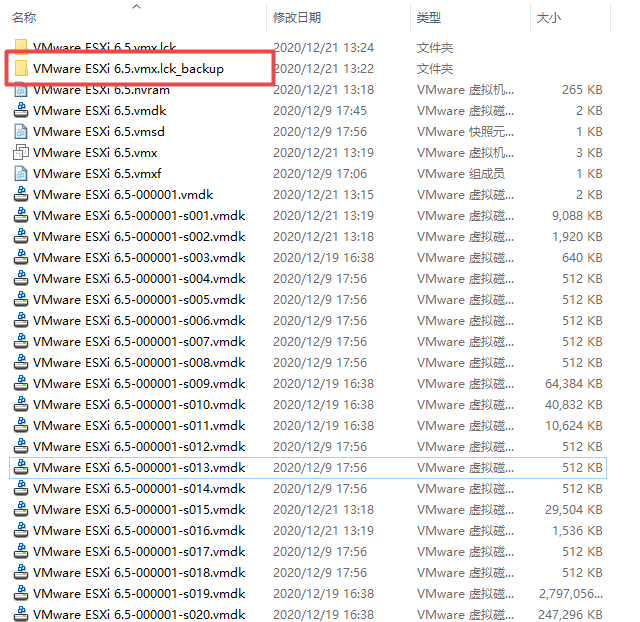 名称 修改日期 类型 大小
VMware ESXi 6.5.vmx.lck 2020/12/21 13:24 文件夹
VMware ESXi 6.5.vmx.lck_backup 2020/12/21 13:22 文件夹
VMware ESXi 6.5.nvram 2020/12/21 13:18 VMware 虚拟机... 265 KB
VMware ESXi 6.5.vmdk 2020/12/9 17:45 VMware 虚拟磁... 2 KB
VMware ESXi 6.5.vmsd 2020/12/9 17:56 VMware 快照元... 1 KB
VMware ESXi 6.5.vmx 2020/12/21 13:19 VMware 虚拟机... 3 KB
VMware ESXi 6.5.vmxf 2020/12/9 17:06 VMware 组成员 1 KB
VMware ESXi 6.5-000001.vmdk 2020/12/21 13:15 VMware 虚拟磁... 2 KB
VMware ESXi 6.5-000001-s001.vmdk 2020/12/21 13:19 VMware 虚拟磁... 9,088 KB
VMware ESXi 6.5-000001-s002.vmdk 2020/12/21 13:18 VMware 虚拟磁... 1,920 KB
VMware ESXi 6.5-000001-s003.vmdk 2020/12/19 16:38 VMware 虚拟磁... 640 KB
VMware ESXi 6.5-000001-s004.vmdk 2020/12/9 17:56 VMware 虚拟磁... 512 KB
VMware ESXi 6.5-000001-s005.vmdk 2020/12/9 17:56 VMware 虚拟磁... 512 KB
VMware ESXi 6.5-000001-s006.vmdk 2020/12/9 17:56 VMware 虚拟磁... 512 KB
VMware ESXi 6.5-000001-s007.vmdk 2020/12/9 17:56 VMware 虚拟磁... 512 KB
VMware ESXi 6.5-000001-s008.vmdk 2020/12/9 17:56 VMware 虚拟磁... 512 KB
VMware ESXi 6.5-000001-s009.vmdk 2020/12/19 16:38 VMware 虚拟磁... 64,384 KB
VMware ESXi 6.5-000001-s010.vmdk 2020/12/19 16:38 VMware 虚拟磁... 40,832 KB
VMware ESXi 6.5-000001-s011.vmdk 2020/12/19 16:38 VMware 虚拟磁... 10,624 KB
VMware ESXi 6.5-000001-s012.vmdk 2020/12/9 17:56 VMware 虚拟磁... 512 KB
VMware ESXi 6.5-000001-s013.vmdk 2020/12/9 17:56 VMware 虚拟磁... 512 KB
VMware ESXi 6.5-000001-s014.vmdk 2020/12/9 17:56 VMware 虚拟磁... 512 KB
VMware ESXi 6.5-000001-s015.vmdk 2020/12/21 13:18 VMware 虚拟磁... 29,504 KB
VMware ESXi 6.5-000001-s016.vmdk 2020/12/21 13:19 VMware 虚拟磁... 1,536 KB
VMware ESXi 6.5-000001-s017.vmdk 2020/12/9 17:56 VMware 虚拟磁... 512 KB
VMware ESXi 6.5-000001-s018.vmdk 2020/12/9 17:56 VMware 虚拟磁... 512 KB
VMware ESXi 6.5-000001-s019.vmdk 2020/12/19 16:38 VMware 虚拟磁... 2,797,056...
VMware ESXi 6.5-000001-s020.vmdk 2020/12/19 16:38 VMware 虚拟磁... 247,296 KB